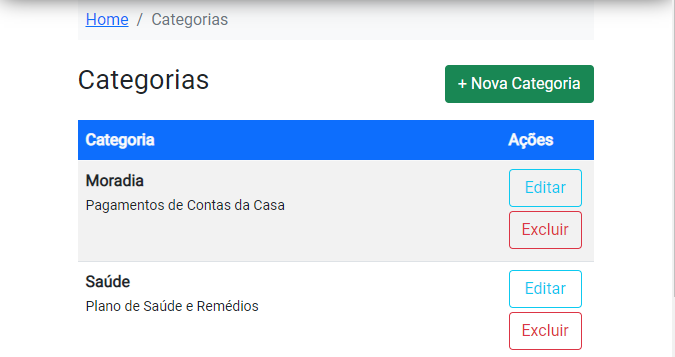 Home / Categorias
Categorias
+ Nova Categoria
Categoria Ações
Moradia
Pagamentos de Contas da Casa
Editar
Excluir
Saúde
Plano de Saúde e Remédios
Editar
Excluir